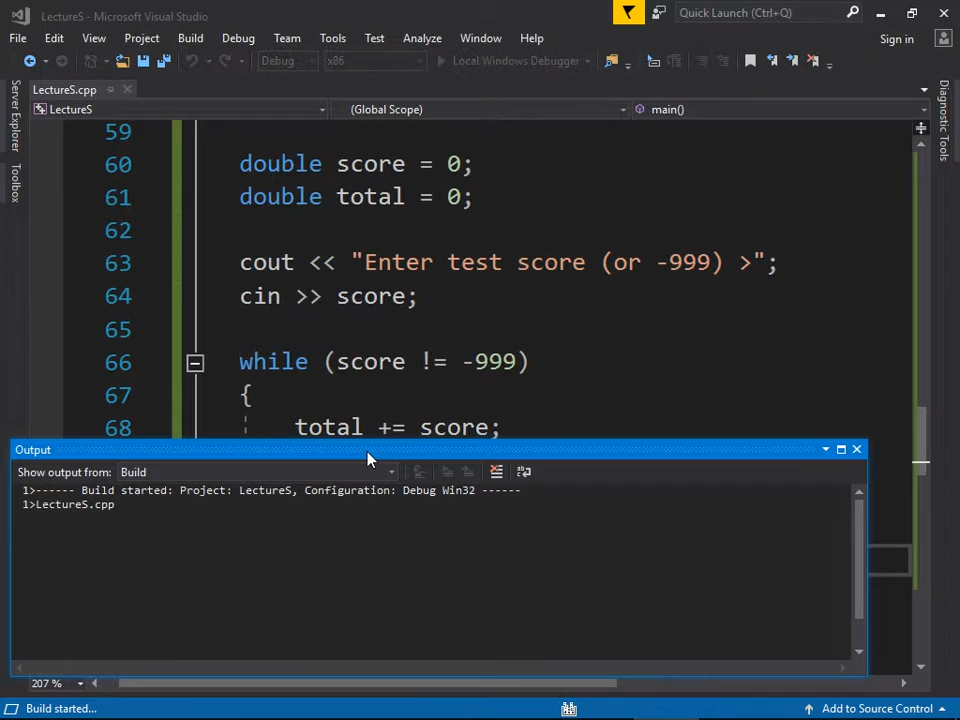 LectureS - Microsoft Visual Studio
Quick Launch (Ctrl+Q)
File Edit View Project Build Debug Team Tools Test Analyze Window Help
Sign in
Debug x86 Local Windows Debugger
LectureS.cpp
LectureS (Global Scope) main()
Server Explorer
Toolbox
Diagnostic Tools
59
60 double score = 0;
61 double total = 0;
62
63 cout << "Enter test score (or -999) >";
64 cin >> score;
65
66 while (score != -999)
67 {
68 total += score;
Output
Show output from: Build
1>------ Build started: Project: LectureS, Configuration: Debug Win32 ------
1>LectureS.cpp
207 %
Build started...
Add to Source Control